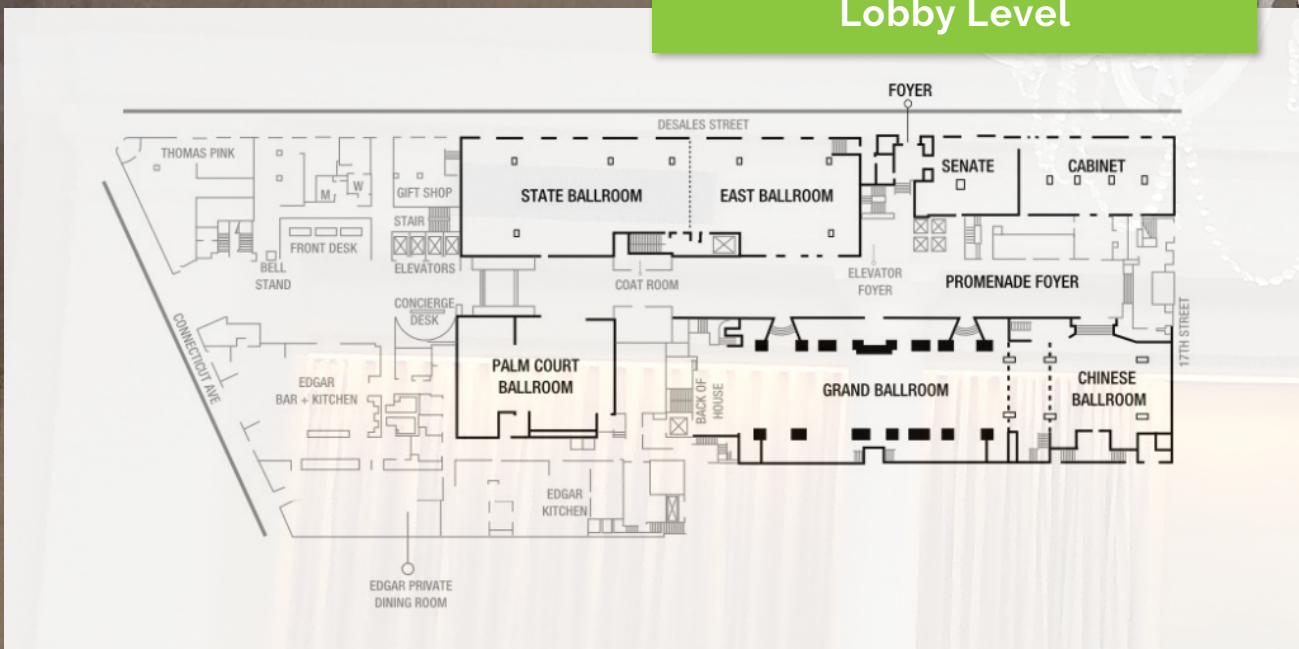 Lobby Level
FOYER
DESALES STREET
THOMAS PINK
M
W
GIFT SHOP
STATE BALLROOM
EAST BALLROOM
SENATE
CABINET
STAIR
FRONT DESK
ELEVATORS
BELL
STAND
COAT ROOM
ELEVATOR
FOYER
PROMENADE FOYER
CONCIERGE
DESK
CONNECTICUT AVE
17TH STREET
PALM COURT
BALLROOM
EDGAR
BAR + KITCHEN
BACK OF
HOUSE
GRAND BALLROOM
CHINESE
BALLROOM
EDGAR
KITCHEN
EDGAR PRIVATE
DINING ROOM